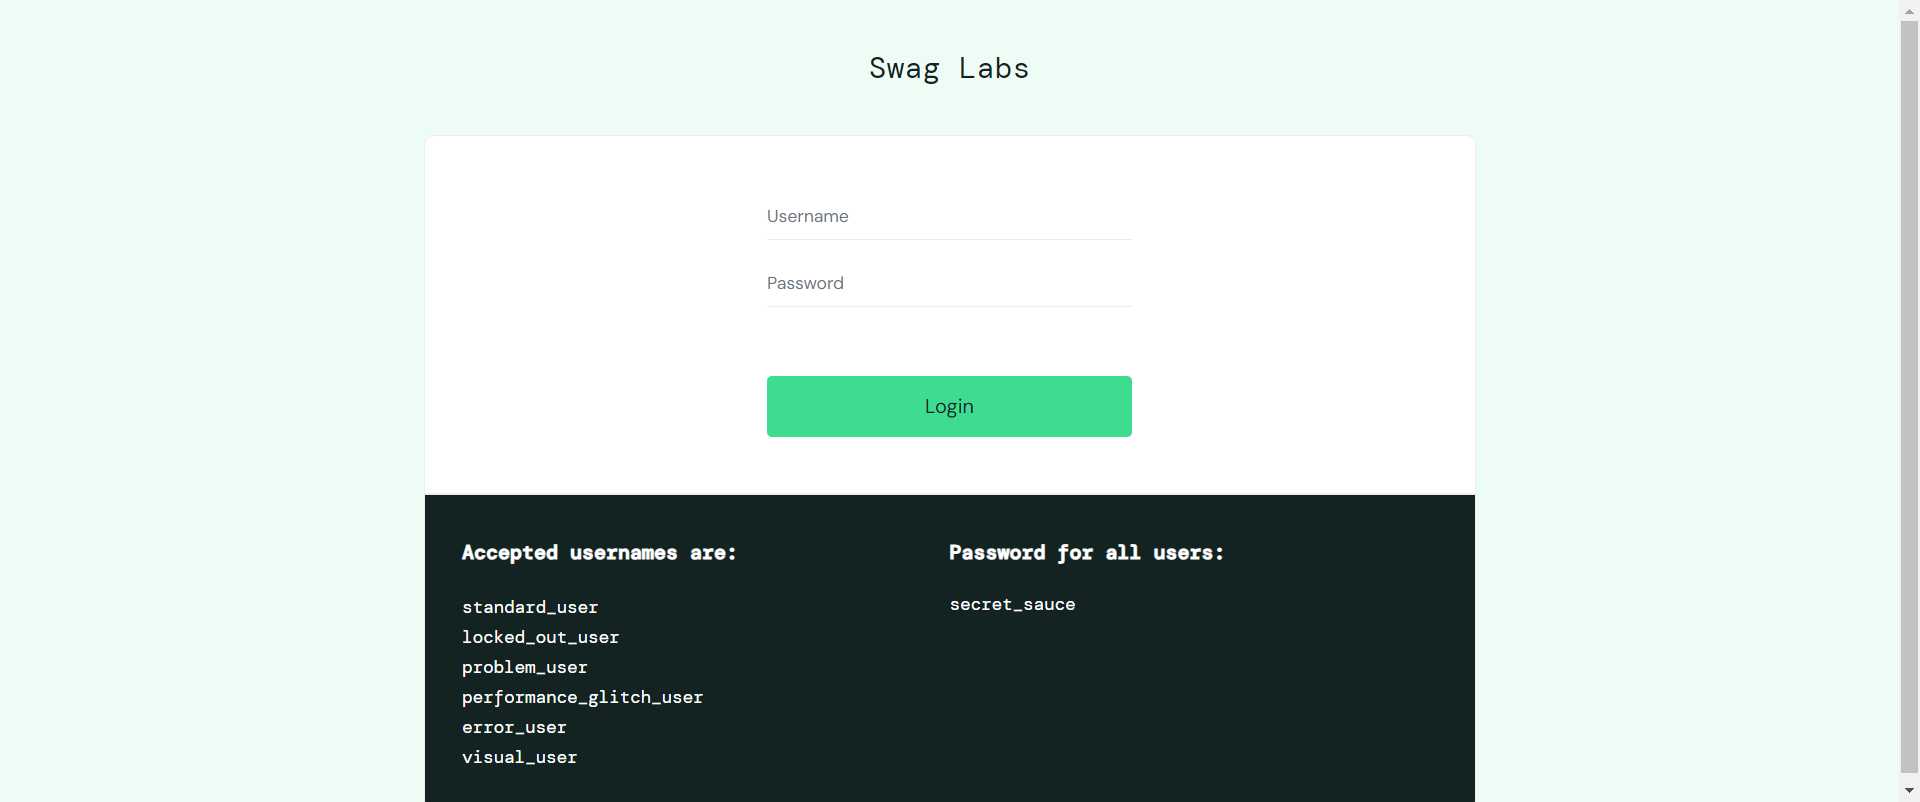 Swag Labs
Username
Password
Login
Accepted usernames are:
standard_user
locked_out_user
problem_user
performance_glitch_user
error_user
visual_user
Password for all users:
secret_sauce